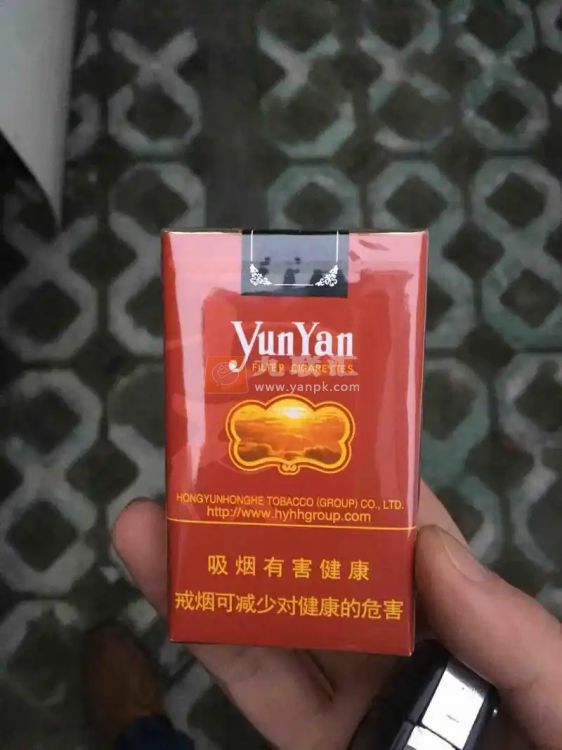 YunYan
FILTER CIGARETTES
www.yanpk.com
HONGYUNHONGHE TOBACCO (GROUP) CO., LTD.
http://www.hyhhgroup.com
吸烟有害健康
戒烟可减少对健康的危害